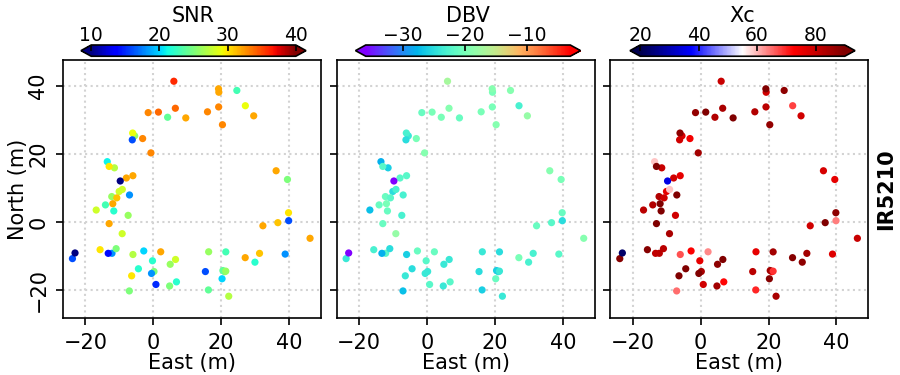 SNR DBV Xc
10 20 30 40 −30 −20 −10 20 40 60 80
40
20
0
−20
North (m)
IR5210
−20 0 20 40 −20 0 20 40 −20 0 20 40
East (m) East (m) East (m)